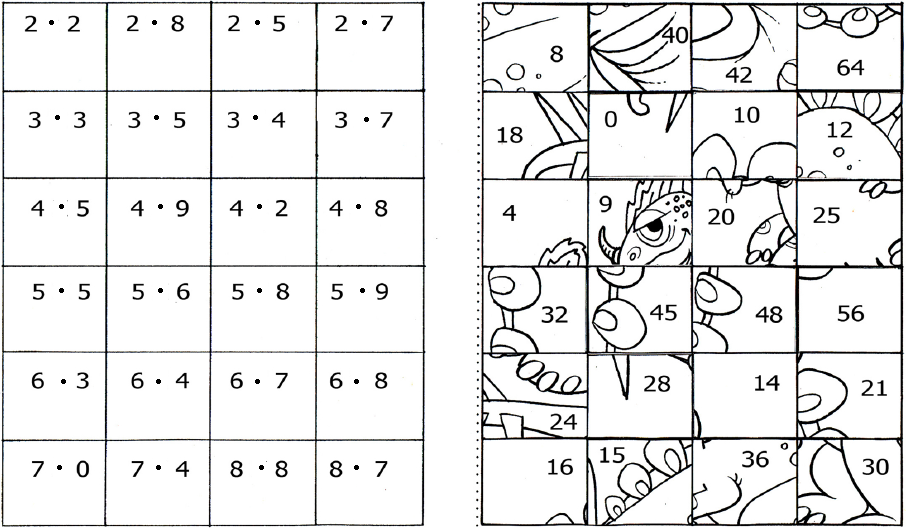 2 · 2 2 · 8 2 · 5 2 · 7
3 · 3 3 · 5 3 · 4 3 · 7
4 · 5 4 · 9 4 · 2 4 · 8
5 · 5 5 · 6 5 · 8 5 · 9
6 · 3 6 · 4 6 · 7 6 · 8
7 · 0 7 · 4 8 · 8 8 · 7
8 40 42 64
18 0 10 12
4 9 20 25
32 45 48 56
24 28 14 21
16 15 36 30